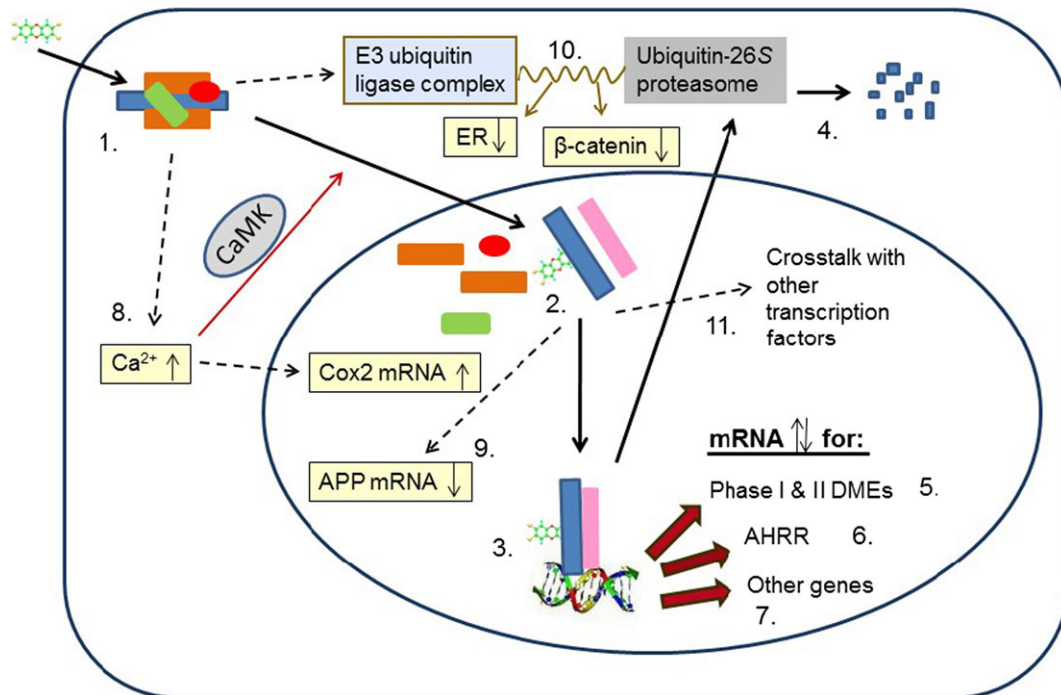 E3 ubiquitin
ligase complex
10.
Ubiquitin-26S
proteasome
1.
ER ↓
β-catenin ↓
4.
CaMK
2.
Crosstalk with
other
transcription
factors
11.
8.
Ca²⁺ ↑
Cox2 mRNA ↑
9.
APP mRNA ↓
mRNA ↑↓ for:
Phase I & II DMEs
5.
3.
AHRR
6.
Other genes
7.